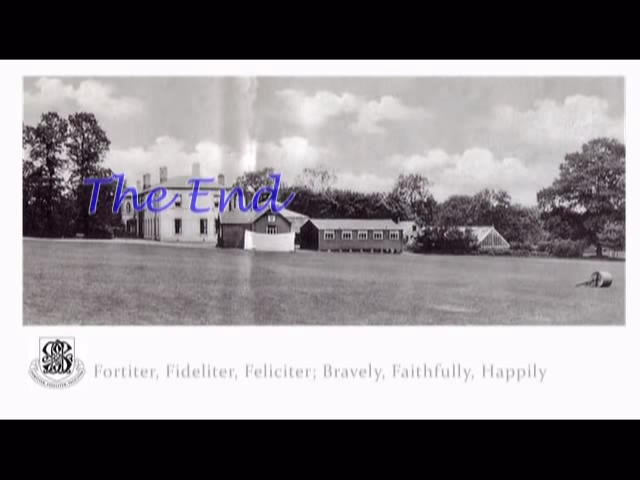 The End
Fortiter, Fideliter, Feliciter; Bravely, Faithfully, Happily